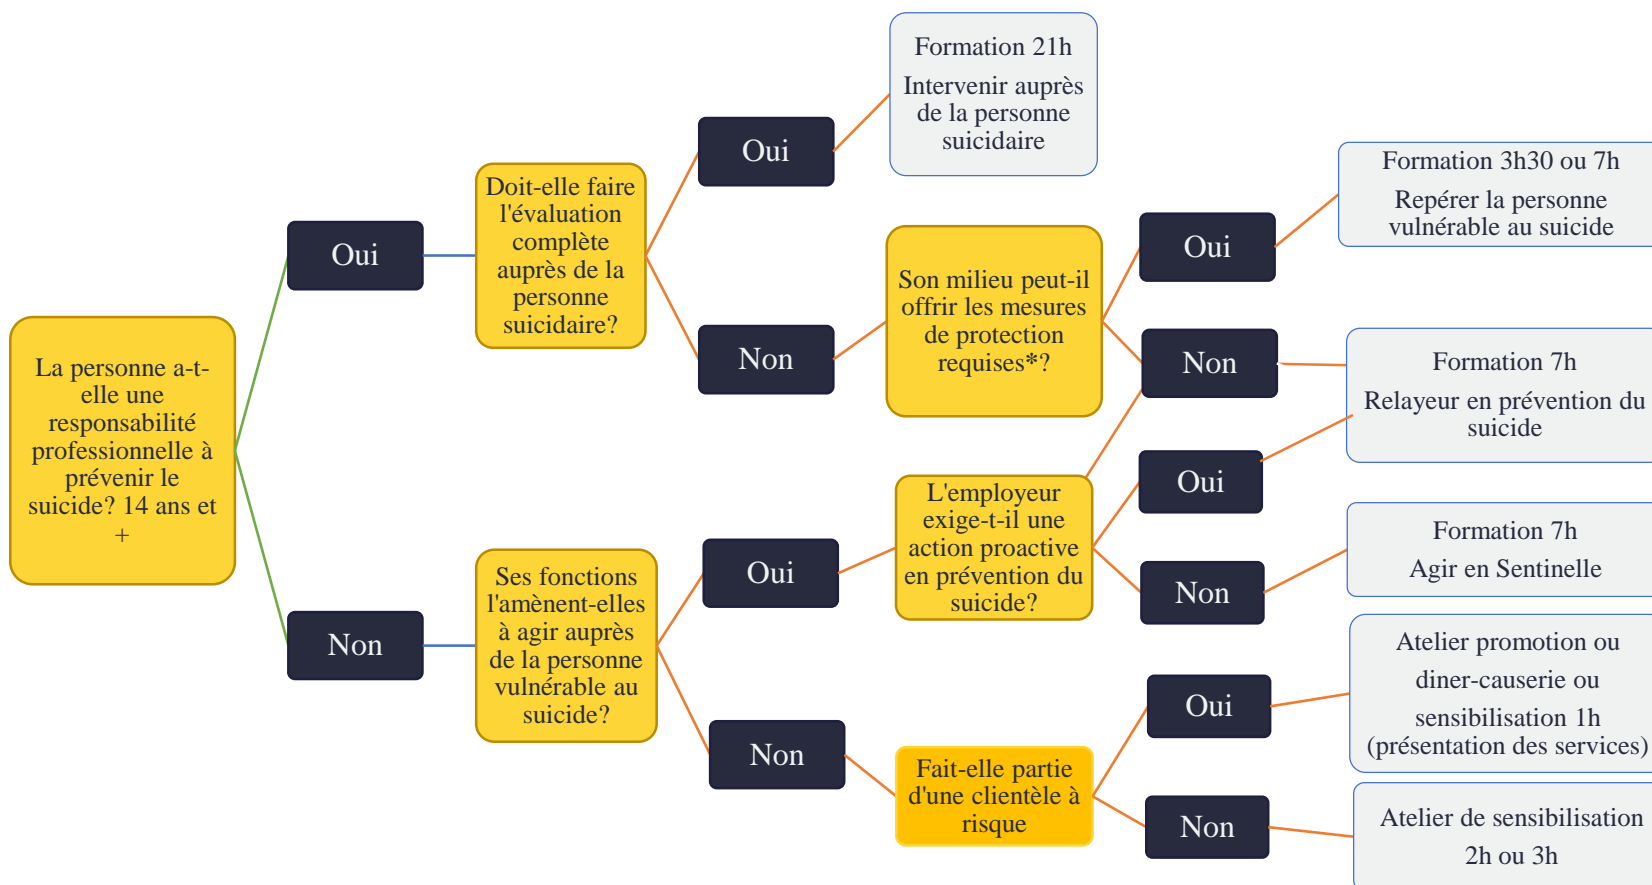 La personne a-t-
elle une
responsabilité
professionnelle à
prévenir le
suicide? 14 ans et
+
Oui
Doit-elle faire
l'évaluation
complète
auprès de la
personne
suicidaire?
Oui
Formation 21h
Intervenir auprès
de la personne
suicidaire
Non
Son milieu peut-il
offrir les mesures
de protection
requises*?
Oui
Formation 3h30 ou 7h
Repérer la personne
vulnérable au suicide
Non
Formation 7h
Relayeur en prévention du
suicide
Non
Ses fonctions
l'amènent-elles
à agir auprès
de la personne
vulnérable au
suicide?
Oui
L'employeur
exige-t-il une
action proactive
en prévention du
suicide?
Oui
Non
Formation 7h
Agir en Sentinelle
Non
Fait-elle partie
d'une clientèle à
risque
Oui
Atelier promotion ou
diner-causerie ou
sensibilisation 1h
(présentation des services)
Non
Atelier de sensibilisation
2h ou 3h